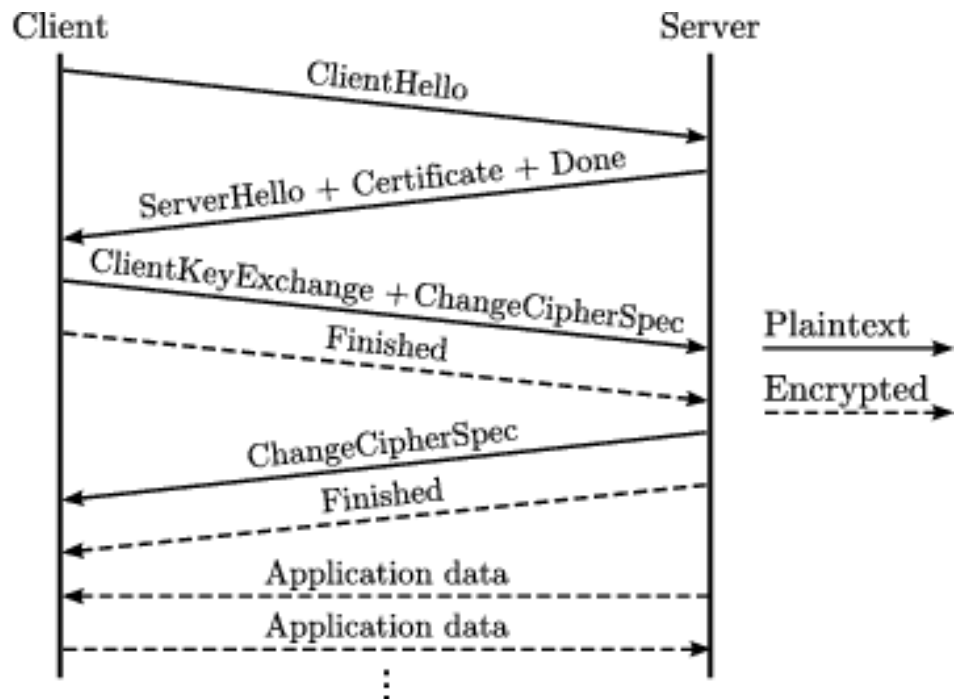 Client
Server
ClientHello
ServerHello + Certificate + Done
ClientKeyExchange +ChangeCipherSpec
Finished
Plaintext
Encrypted
ChangeCipherSpec
Finished
Application data
Application data